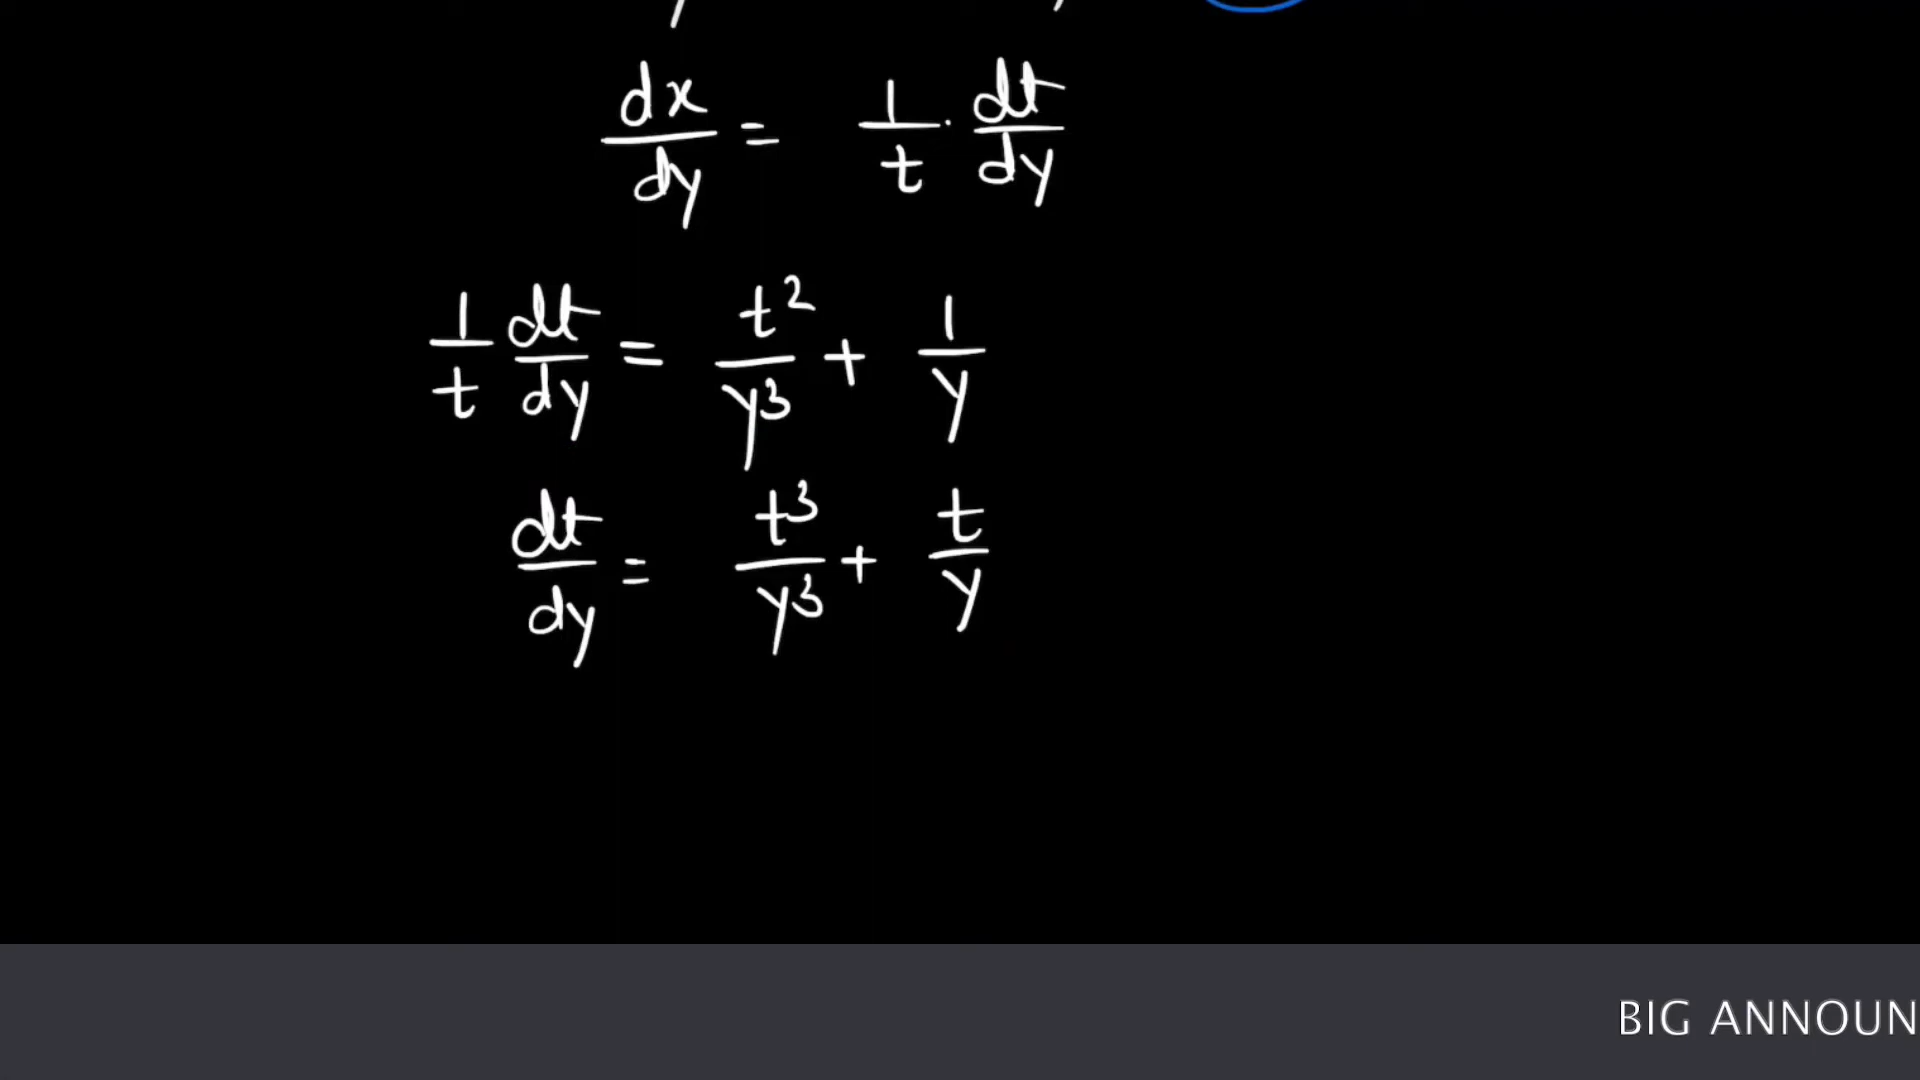 dx/dy = 1/t · dt/dy
1/t dt/dy = t²/y³ + 1/y
dt/dy = t³/y³ + t/y
BIG ANNOUN